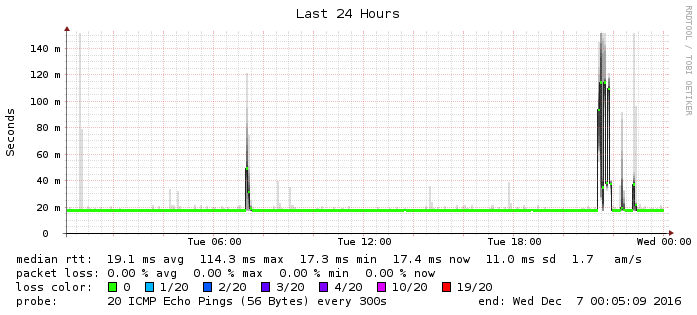 Last 24 Hours
RRDTOOL / TOBI OETIKER
Seconds
140 m
120 m
100 m
80 m
60 m
40 m
20 m
0
Tue 06:00 Tue 12:00 Tue 18:00 Wed 00:00
median rtt: 19.1 ms avg 114.3 ms max 17.3 ms min 17.4 ms now 11.0 ms sd 1.7 am/s
packet loss: 0.00 % avg 0.00 % max 0.00 % min 0.00 % now
loss color: 0 1/20 2/20 3/20 4/20 10/20 19/20
probe: 20 ICMP Echo Pings (56 Bytes) every 300s end: Wed Dec 7 00:05:09 2016